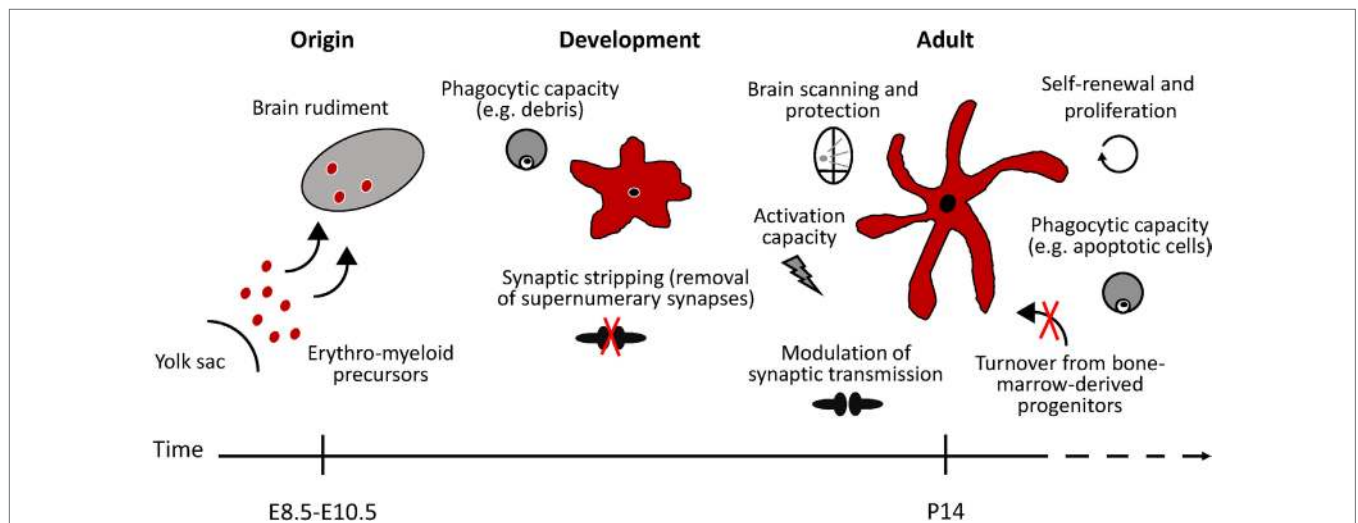 Origin
Development
Adult
Brain rudiment
Yolk sac
Erythro-myeloid
precursors
Phagocytic capacity
(e.g. debris)
Synaptic stripping (removal
of supernumerary synapses)
Brain scanning and
protection
Self-renewal and
proliferation
Activation
capacity
Phagocytic capacity
(e.g. apoptotic cells)
Modulation of
synaptic transmission
Turnover from bone-
marrow-derived
progenitors
Time
E8.5-E10.5
P14